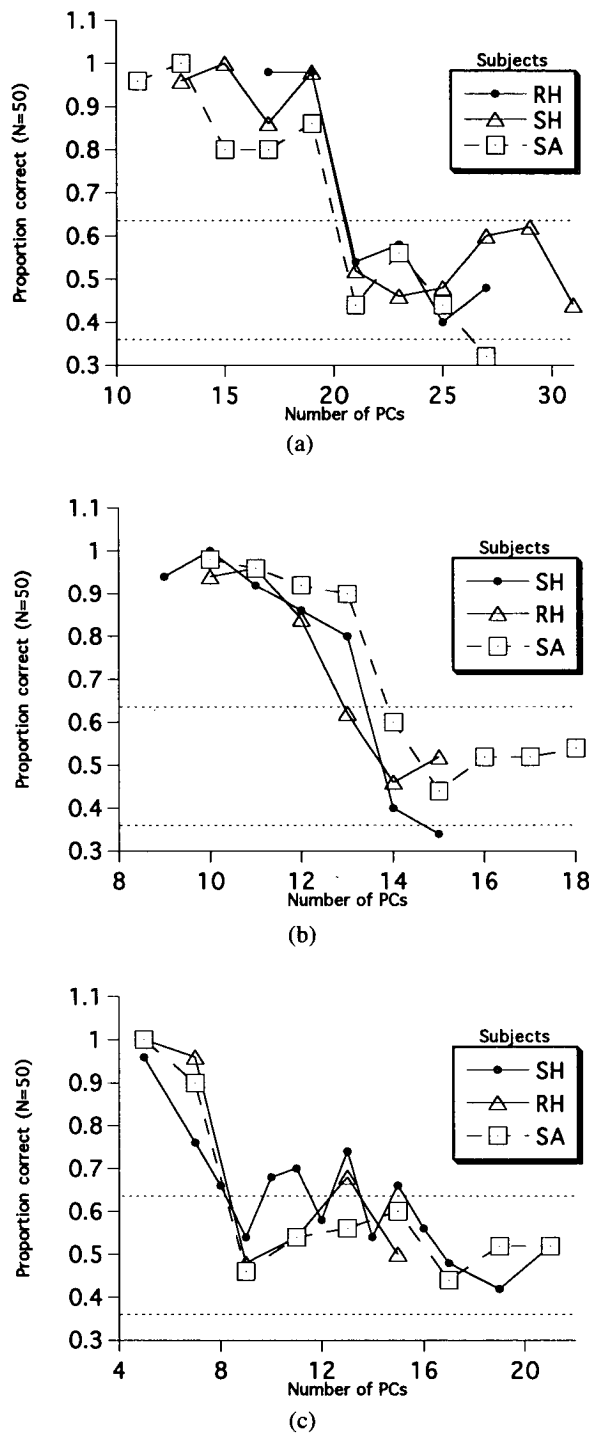 1.1
1
0.9
0.8
0.7
0.6
0.5
0.4
0.3
Proportion correct (N=50)
Subjects
RH
SH
SA
10 15 20 25 30
Number of PCs
(a)
1.1
1
0.9
0.8
0.7
0.6
0.5
0.4
0.3
Proportion correct (N=50)
Subjects
SH
RH
SA
8 10 12 14 16 18
Number of PCs
(b)
1.1
1
0.9
0.8
0.7
0.6
0.5
0.4
0.3
Proportion correct (N=50)
Subjects
SH
RH
SA
4 8 12 16 20
Number of PCs
(c)